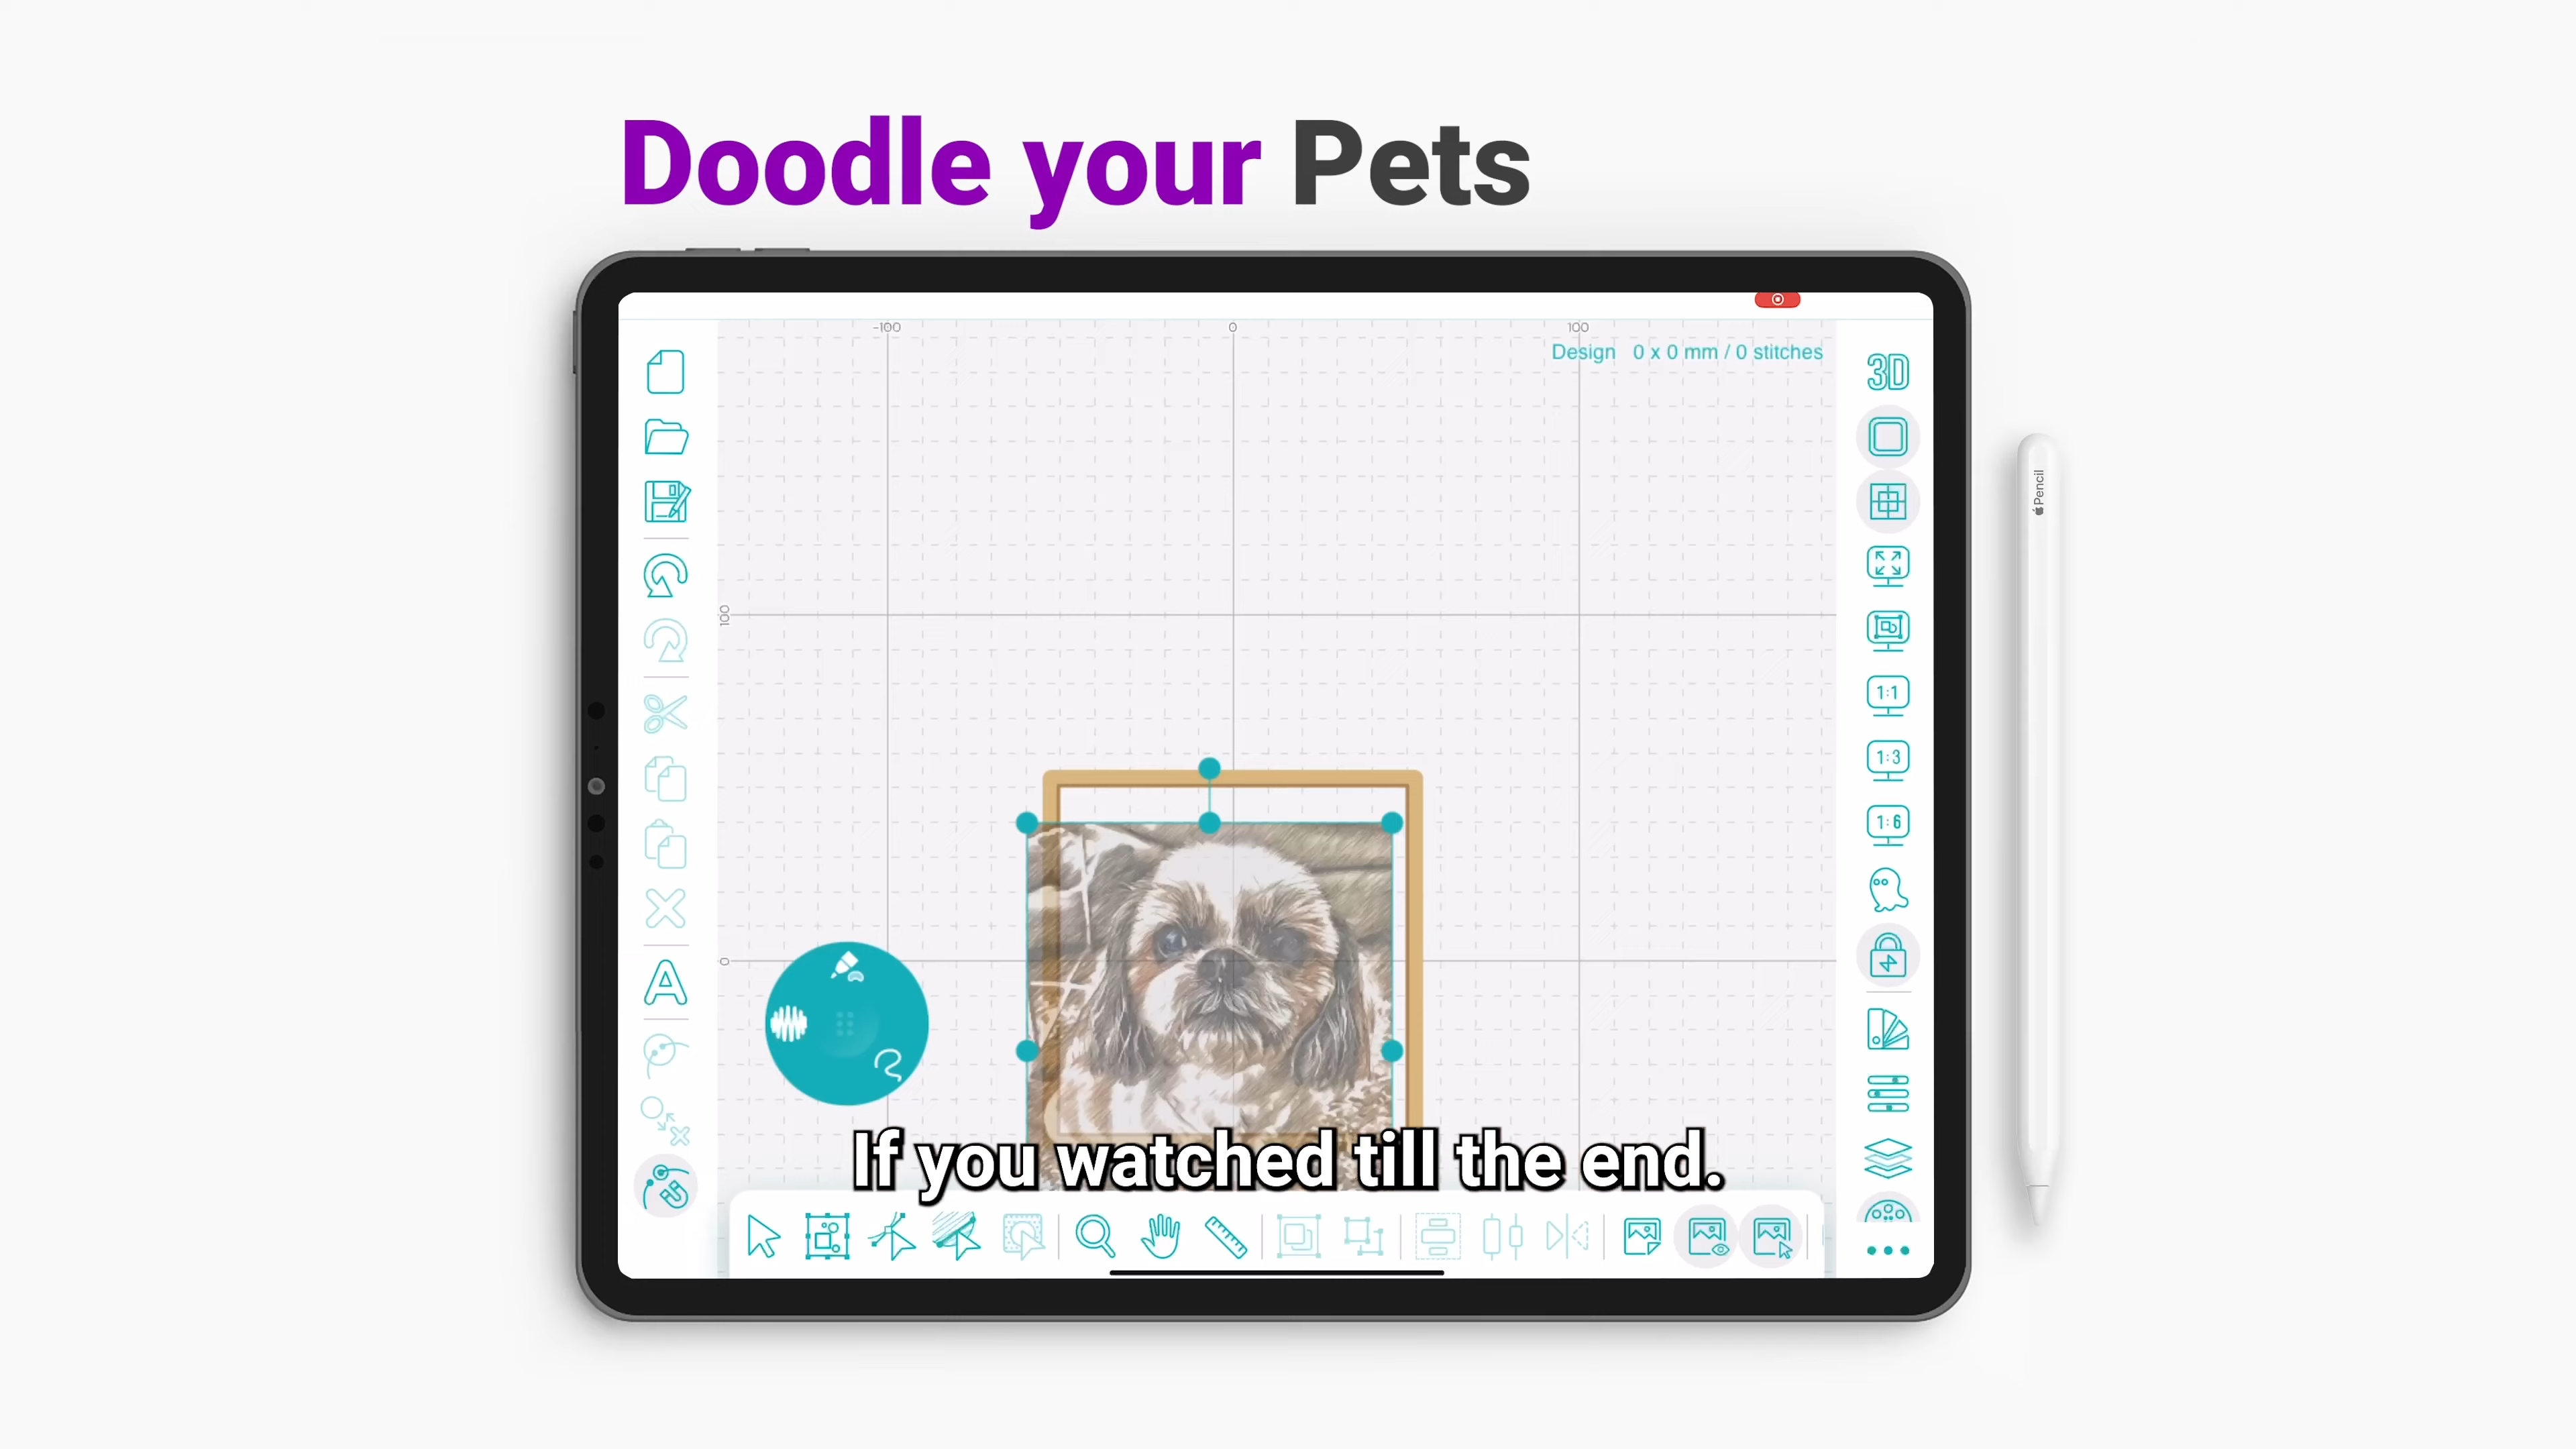 Doodle your Pets
-100 0 100
Design 0 x 0 mm / 0 stitches
3D
100
1:1
1:3
1:6
0
A
Pencil
If you watched till the end.